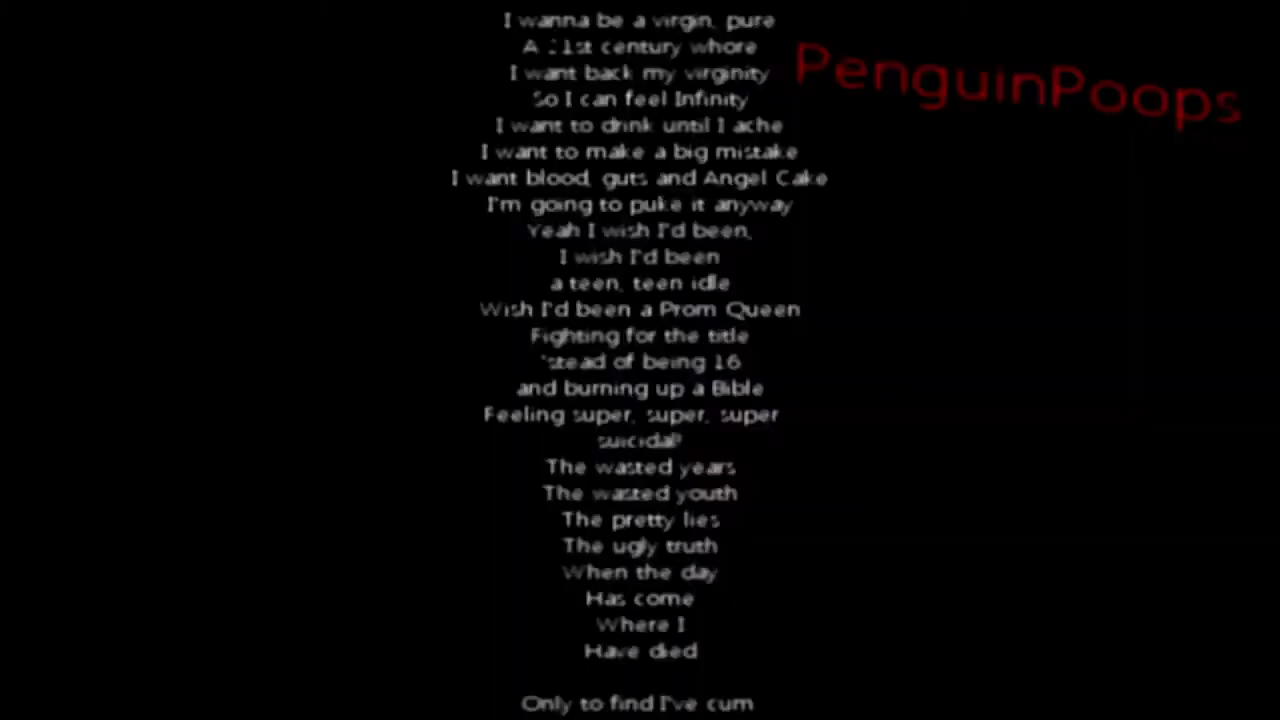 I wanna be a virgin, pure
A 21st century whore
PenguinPoops
I want back my virginity
So I can feel Infinity
I want to drink until I ache
I want to make a big mistake
I want blood, guts and Angel Cake
I'm going to puke it anyway
Yeah I wish I'd been,
I wish I'd been
a teen, teen idle
Wish I'd been a Prom Queen
Fighting for the title
'stead of being 16
and burning up a Bible
Feeling super, super, super
suicidal!
The wasted years
The wasted youth
The pretty lies
The ugly truth
When the day
Has come
Where I
Have died
Only to find I've cum